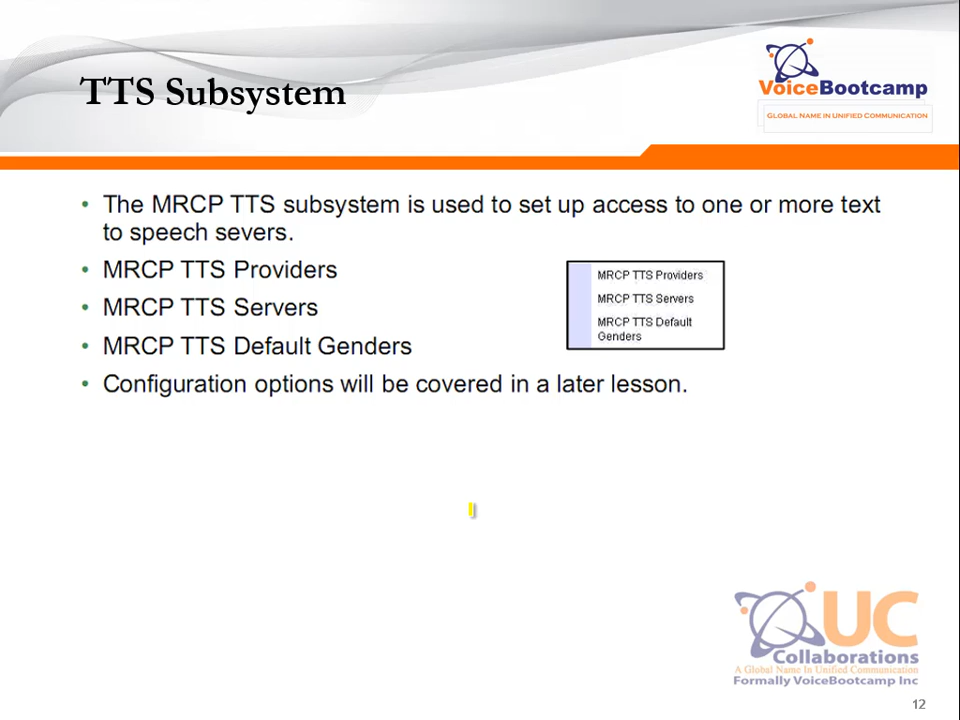 TTS Subsystem
VoiceBootcamp
GLOBAL NAME IN UNIFIED COMMUNICATION
• The MRCP TTS subsystem is used to set up access to one or more text
to speech severs.
• MRCP TTS Providers
• MRCP TTS Servers
• MRCP TTS Default Genders
• Configuration options will be covered in a later lesson.
MRCP TTS Providers
MRCP TTS Servers
MRCP TTS Default
Genders
UC
Collaborations
A Global Name In Unified Communication
Formally VoiceBootcamp Inc
12